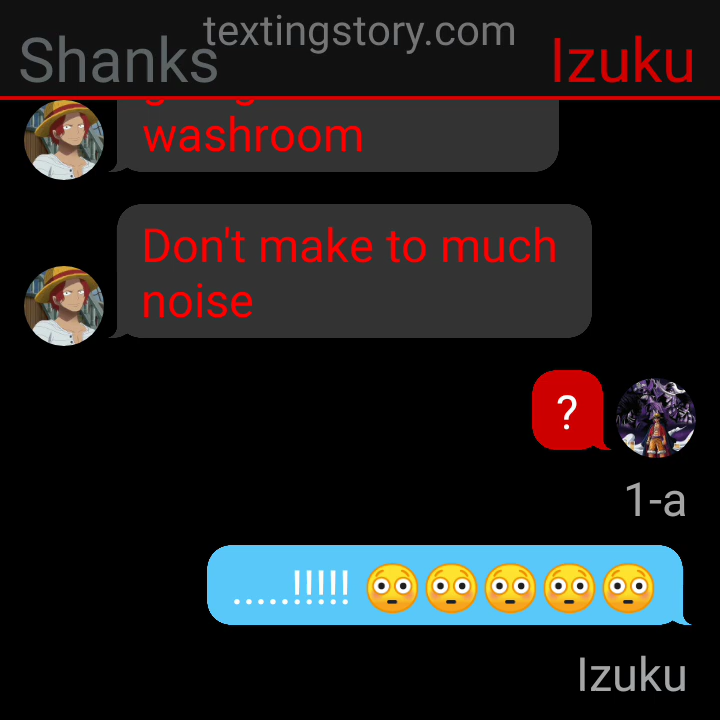 textingstory.com
Shanks
Izuku
washroom
Don't make to much
noise
?
1-a
.....!!!!! 😳😳😳😳😳
Izuku